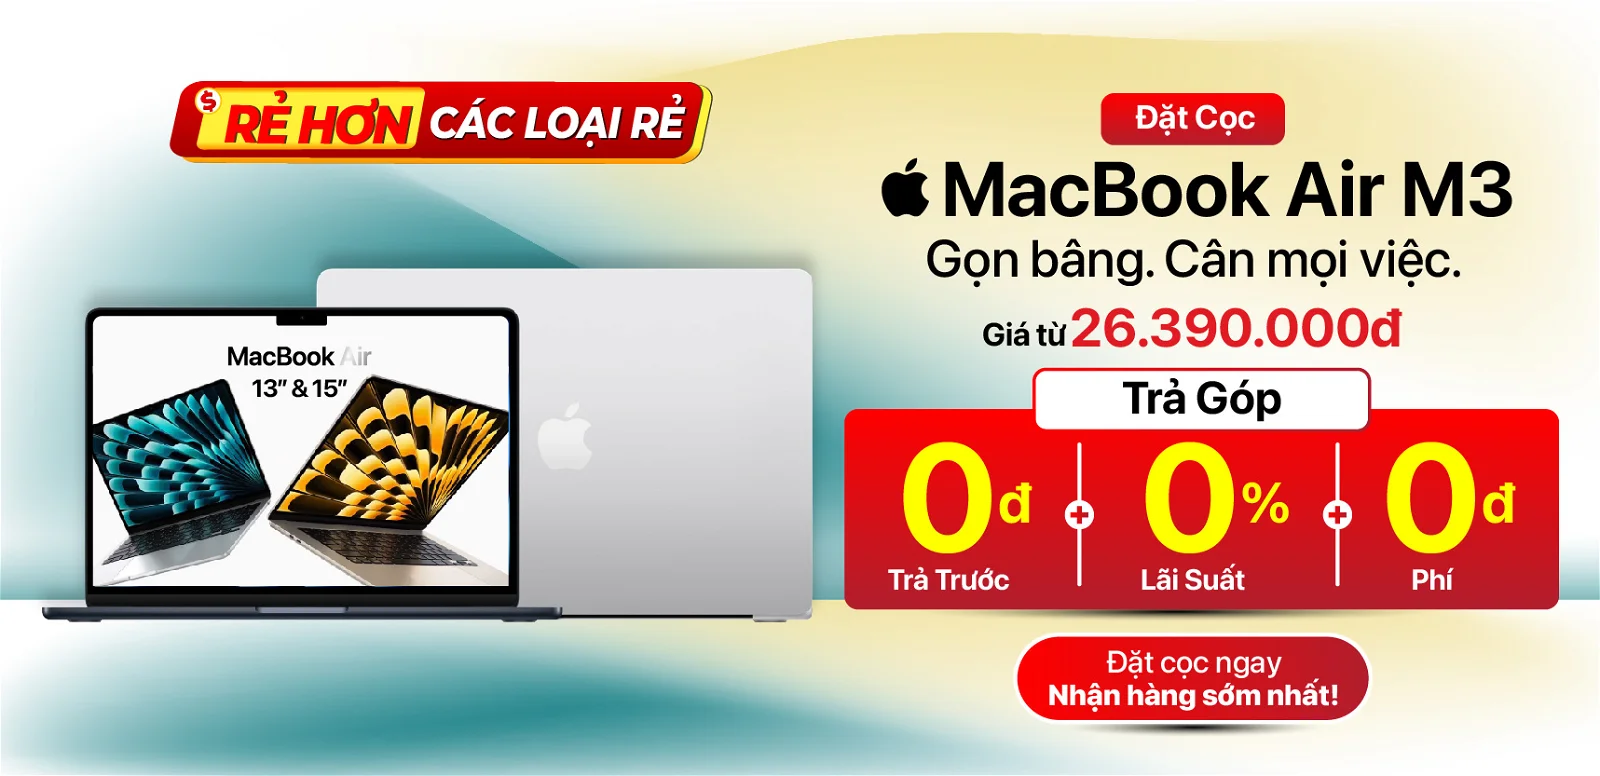 $ RẺ HƠN CÁC LOẠI RẺ
MacBook Air
13” & 15”
Đặt Cọc
MacBook Air M3
Gọn bâng. Cân mọi việc.
Giá từ 26.390.000đ
Trả Góp
0đ + 0% + 0đ
Trả Trước Lãi Suất Phí
Đặt cọc ngay
Nhận hàng sớm nhất!